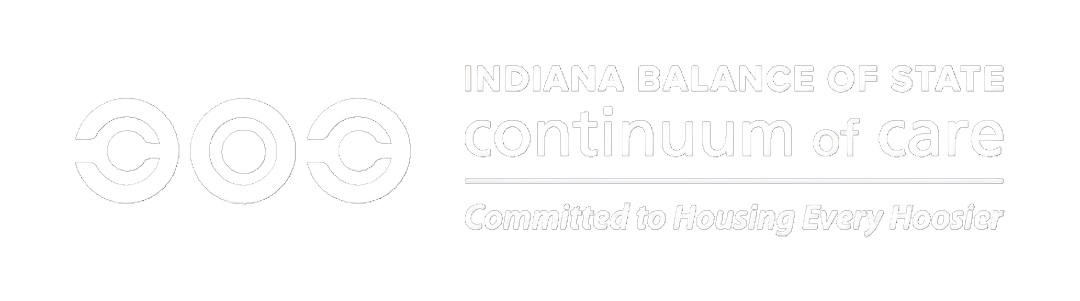 INDIANA BALANCE OF STATE
continuum of care
Committed to Housing Every Hoosier